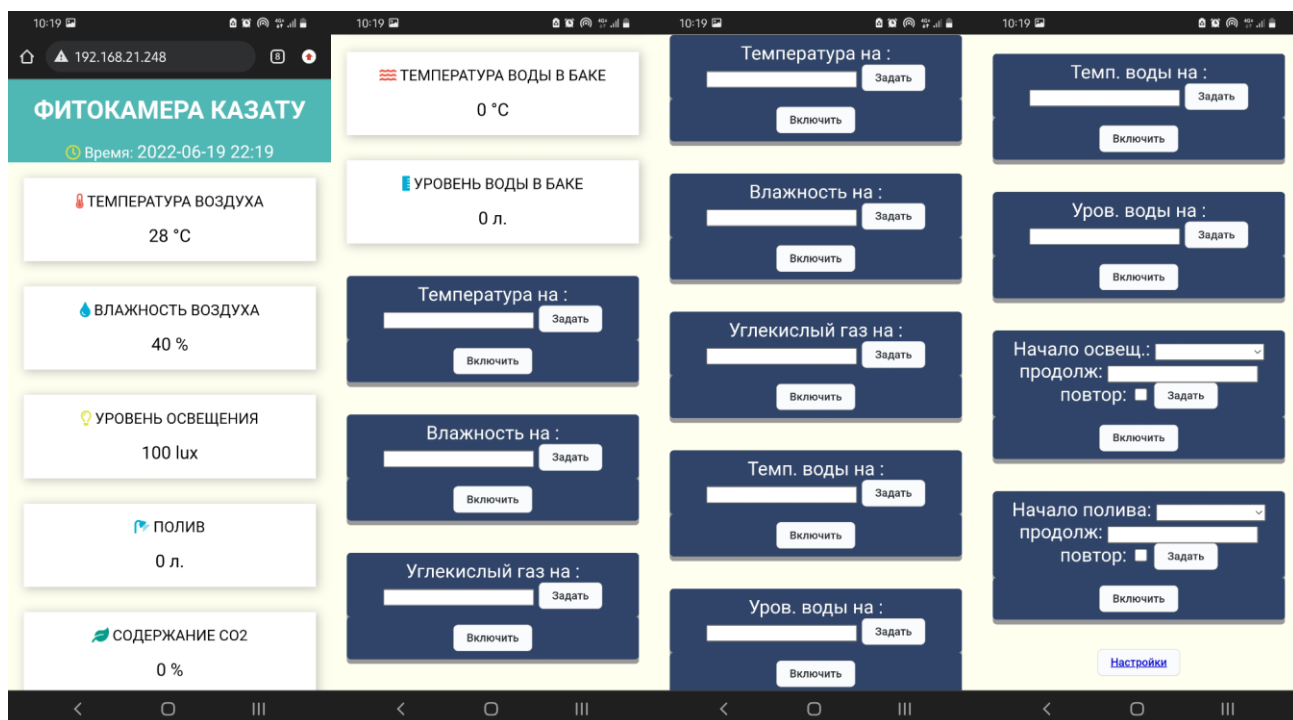 10:19
192.168.21.248
8
ФИТОКАМЕРА КАЗАТУ
Время: 2022-06-19 22:19
ТЕМПЕРАТУРА ВОЗДУХА
28 °C
ВЛАЖНОСТЬ ВОЗДУХА
40 %
УРОВЕНЬ ОСВЕЩЕНИЯ
100 lux
ПОЛИВ
0 л.
СОДЕРЖАНИЕ CO2
0 %
10:19
ТЕМПЕРАТУРА ВОДЫ В БАКЕ
0 °C
УРОВЕНЬ ВОДЫ В БАКЕ
0 л.
Температура на :
Задать
Включить
Влажность на :
Задать
Включить
Углекислый газ на :
Задать
Включить
10:19
Температура на :
Задать
Включить
Влажность на :
Задать
Включить
Углекислый газ на :
Задать
Включить
Темп. воды на :
Задать
Включить
Уров. воды на :
Задать
Включить
10:19
Темп. воды на :
Задать
Включить
Уров. воды на :
Задать
Включить
Начало освещ.:
продолж:
повтор: Задать
Включить
Начало полива:
продолж:
повтор: Задать
Включить
Настройки